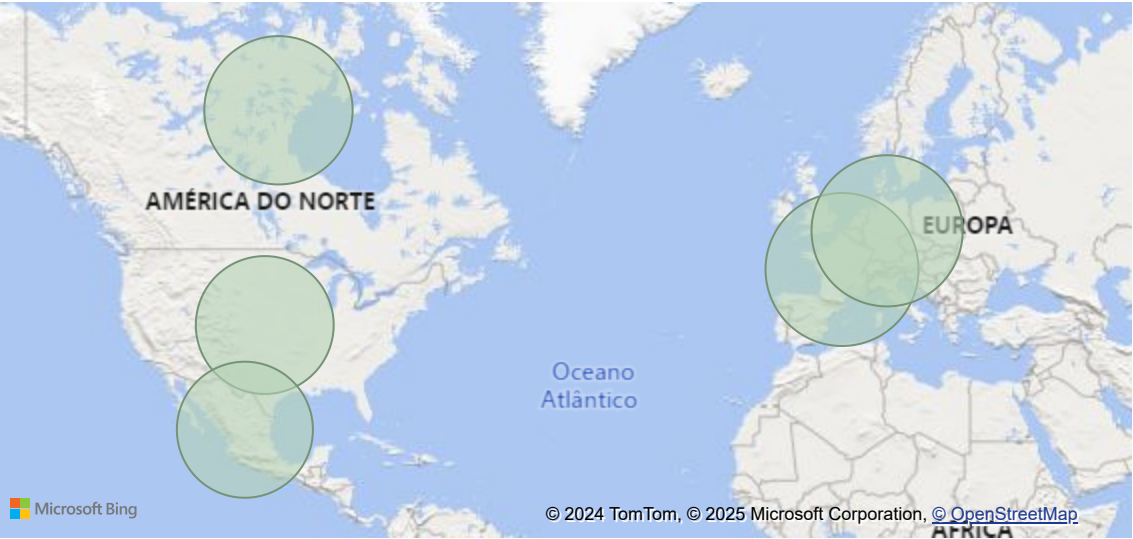 AMÉRICA DO NORTE
EUROPA
Oceano
Atlântico
Microsoft Bing
© 2024 TomTom, © 2025 Microsoft Corporation, © OpenStreetMap
ÁFRICA